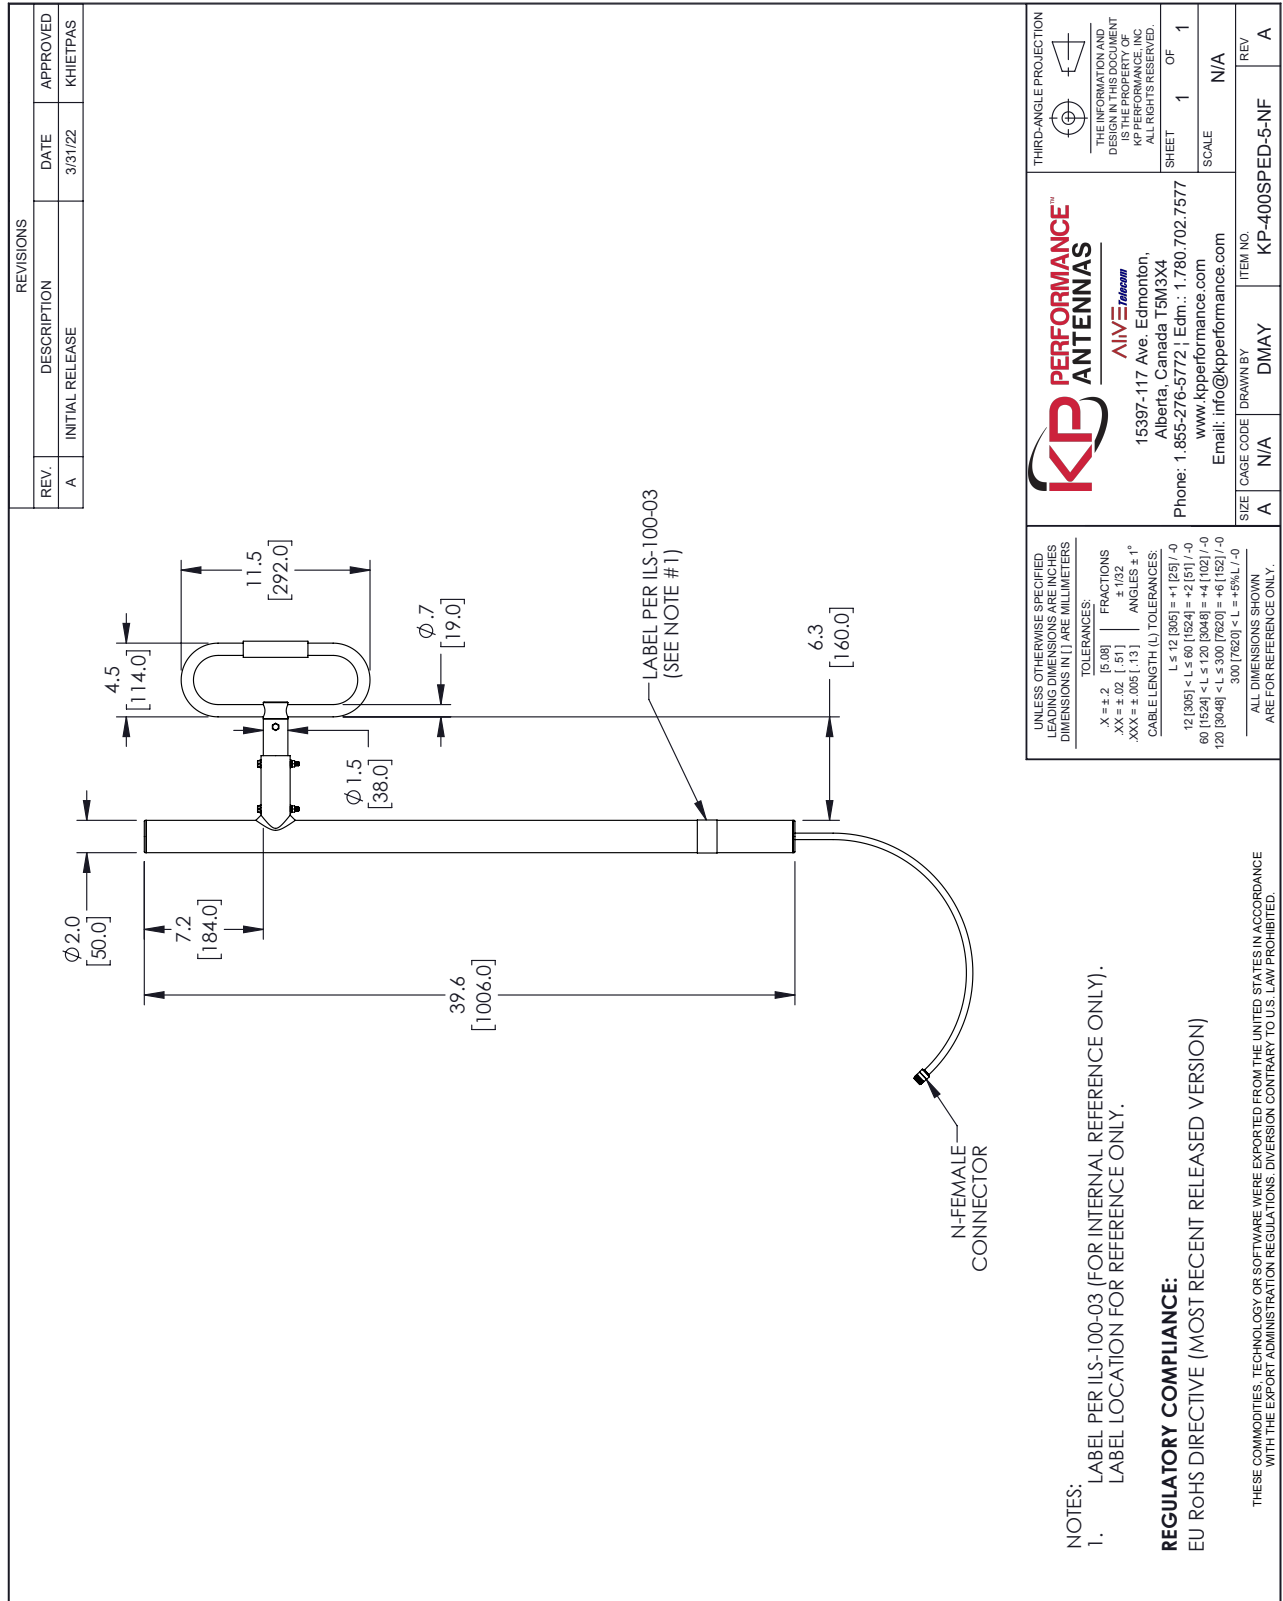 REVISIONS
REV. DESCRIPTION DATE APPROVED
A INITIAL RELEASE 3/31/22 KHIETPAS
Ø2.0
[50.0]
7.2
[184.0]
39.6
[1006.0]
4.5
[114.0]
11.5
[292.0]
Ø.7
[19.0]
Ø1.5
[38.0]
6.3
[160.0]
LABEL PER ILS-100-03
(SEE NOTE #1)
N-FEMALE
CONNECTOR
NOTES:
1. LABEL PER ILS-100-03 (FOR INTERNAL REFERENCE ONLY).
LABEL LOCATION FOR REFERENCE ONLY.
REGULATORY COMPLIANCE:
EU RoHS DIRECTIVE (MOST RECENT RELEASED VERSION)
THESE COMMODITIES, TECHNOLOGY OR SOFTWARE WERE EXPORTED FROM THE UNITED STATES IN ACCORDANCE
WITH THE EXPORT ADMINISTRATION REGULATIONS. DIVERSION CONTRARY TO U.S. LAW PROHIBITED.
UNLESS OTHERWISE SPECIFIED
LEADING DIMENSIONS ARE INCHES
DIMENSIONS IN [ ] ARE MILLIMETERS
TOLERANCES:
.X = ± .2 [5.08] FRACTIONS
.XX = ± .02 [.51] ± 1/32
.XXX = ± .005 [.13] ANGLES ± 1°
CABLE LENGTH (L) TOLERANCES:
L ≤ 12 [305] = +1 [25] / -0
12 [305] < L ≤ 60 [1524] = +2 [51] / -0
60 [1524] < L ≤ 120 [3048] = +4 [102] / -0
120 [3048] < L ≤ 300 [7620] = +6 [152] / -0
300 [7620] < L = +5%L / -0
ALL DIMENSIONS SHOWN
ARE FOR REFERENCE ONLY.
KP PERFORMANCE™
ANTENNAS
ALIVE Telecom
15397-117 Ave. Edmonton,
Alberta, Canada T5M3X4
Phone: 1.855-276-5772 | Edm.: 1.780.702.7577
www.kpperformance.com
Email: info@kpperformance.com
THIRD-ANGLE PROJECTION
THE INFORMATION AND
DESIGN IN THIS DOCUMENT
IS THE PROPERTY OF
KP PERFORMANCE, INC
ALL RIGHTS RESERVED.
SHEET 1 OF 1
SCALE N/A
SIZE A
CAGE CODE N/A
DRAWN BY DMAY
ITEM NO. KP-400SPED-5-NF
REV A